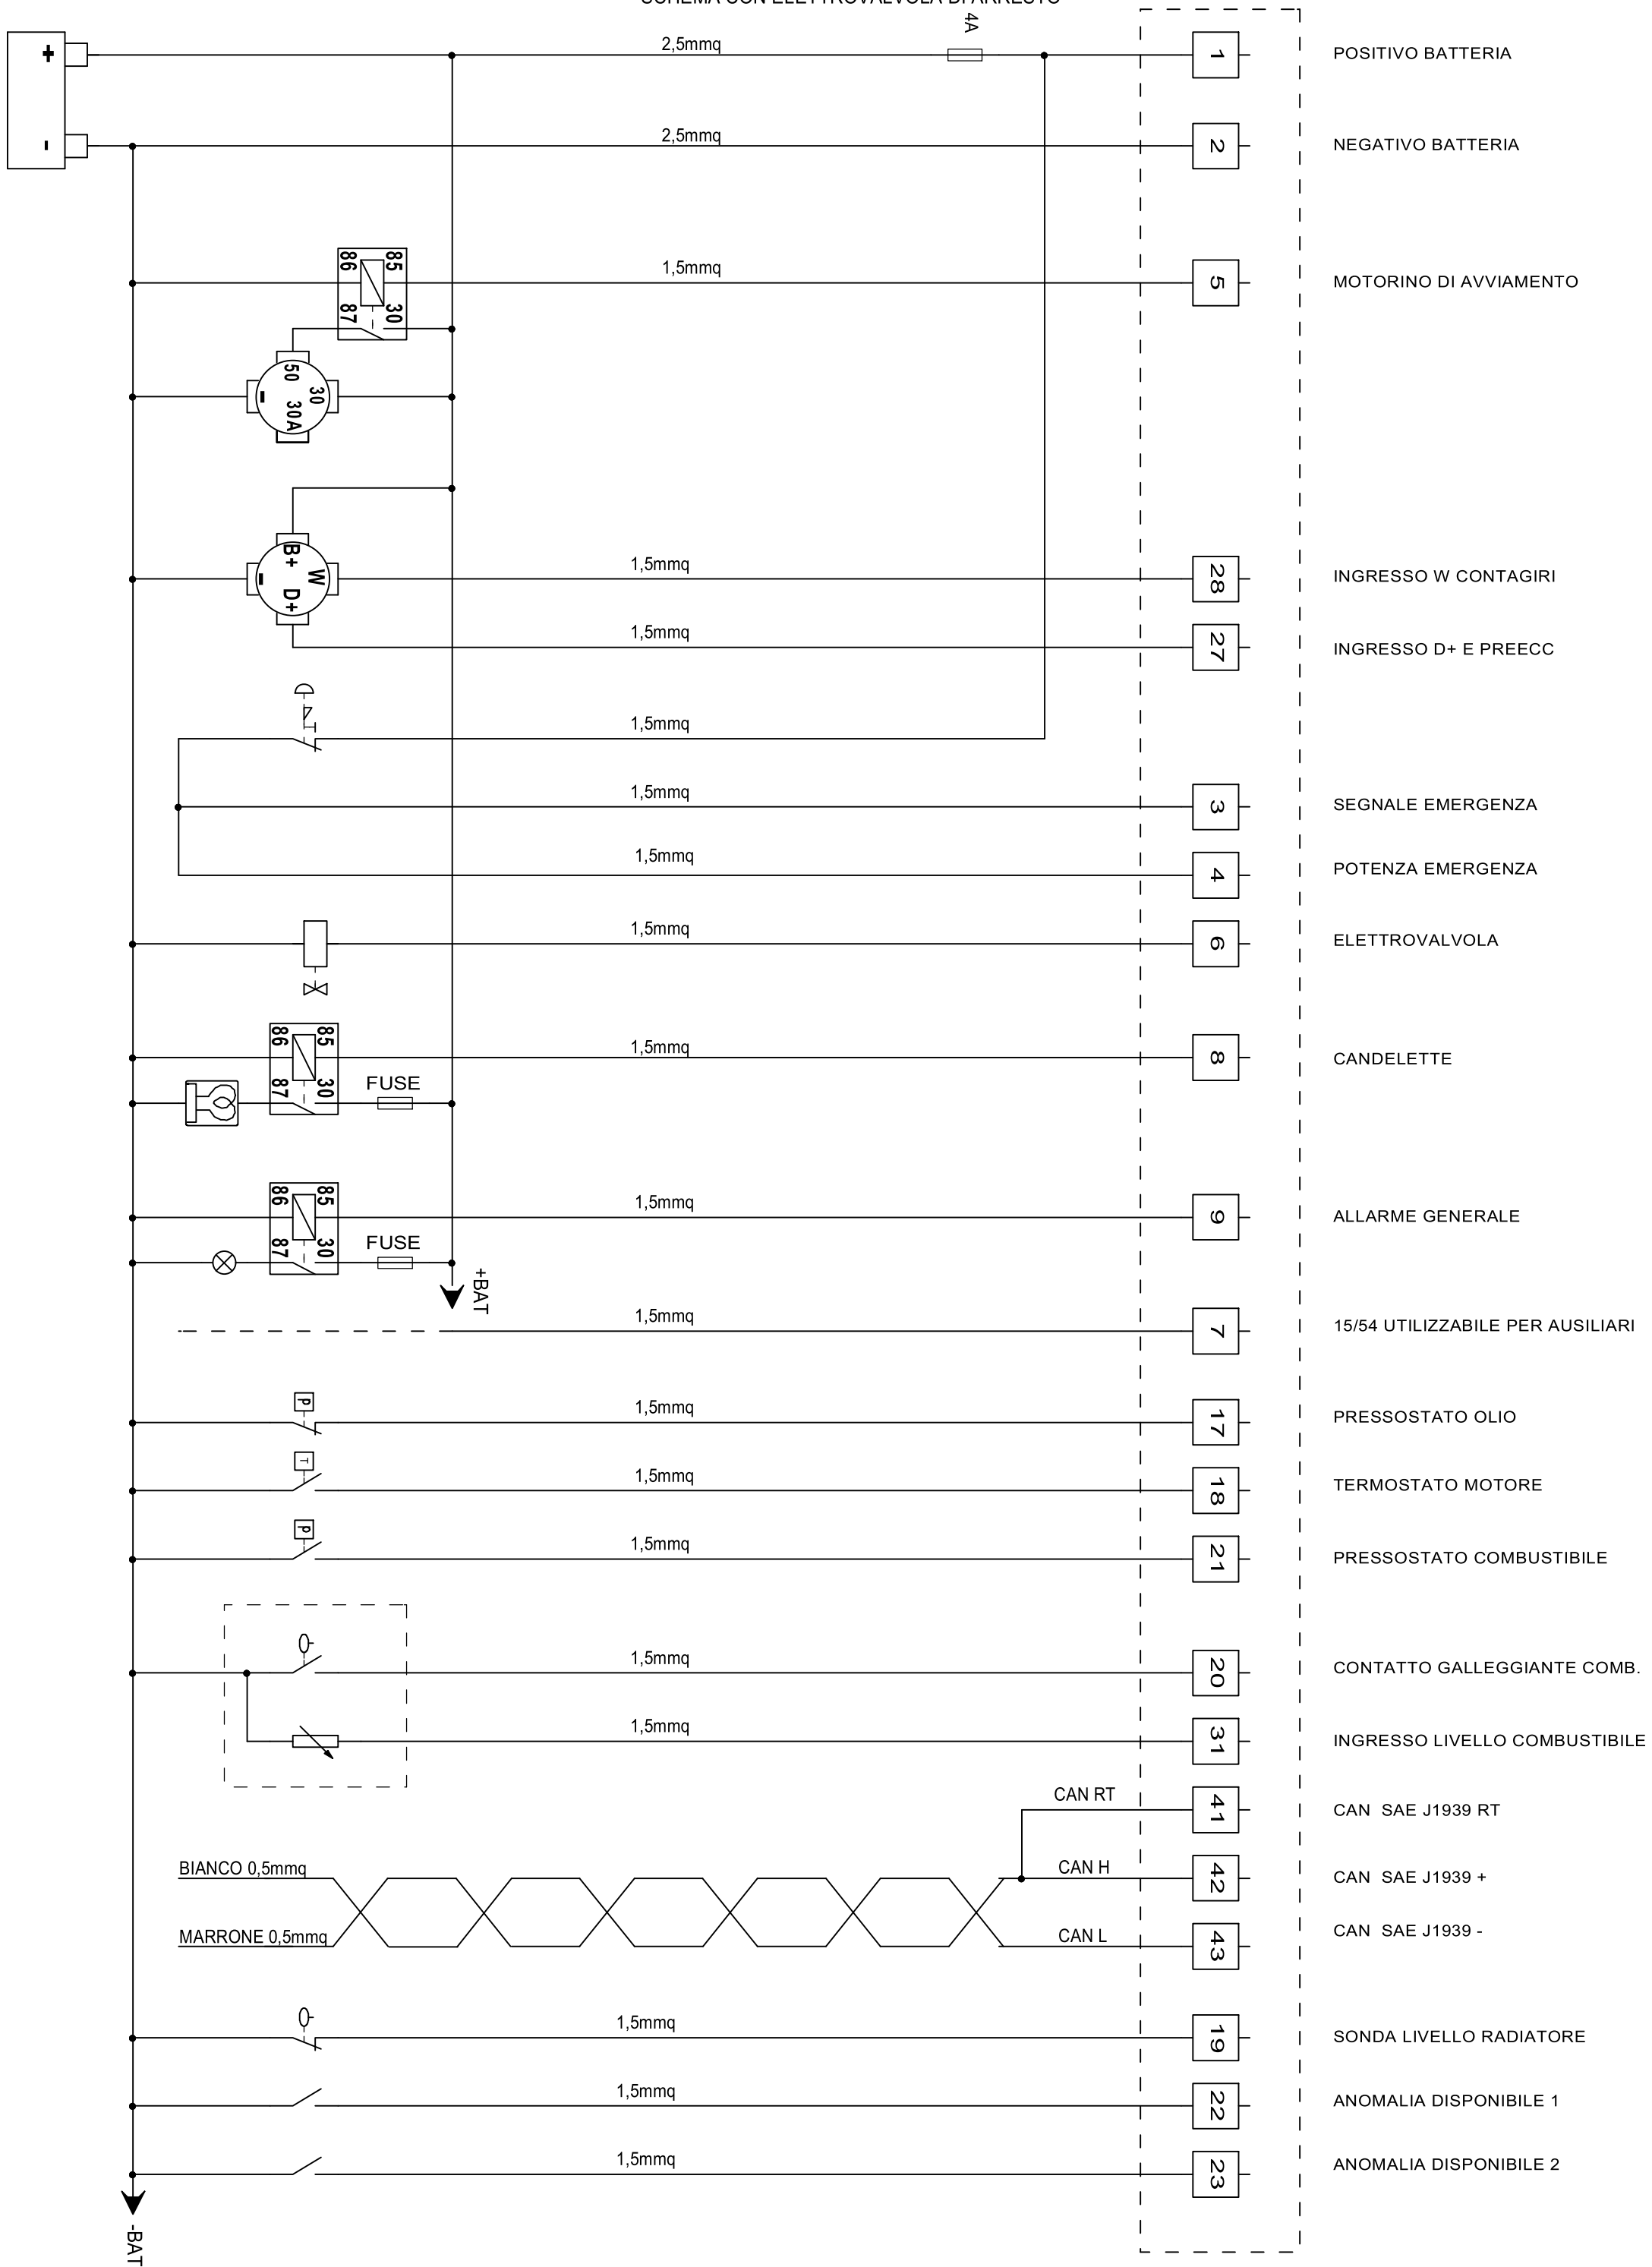 SCHEMA CON ELETTROVALVOLA DI ARRESTO
4A
+ 2,5mmq 1 POSITIVO BATTERIA
- 2,5mmq 2 NEGATIVO BATTERIA
86 85
1,5mmq 5 MOTORINO DI AVVIAMENTO
87 30
50
- 30
30A
B+
- W 1,5mmq 28 INGRESSO W CONTAGIRI
D+
1,5mmq 27 INGRESSO D+ E PREECC
1,5mmq
1,5mmq 3 SEGNALE EMERGENZA
1,5mmq 4 POTENZA EMERGENZA
1,5mmq 6 ELETTROVALVOLA
86 85
1,5mmq 8 CANDELETTE
87 30 FUSE
86 85
1,5mmq 9 ALLARME GENERALE
87 30 FUSE
+BAT
1,5mmq 7 15/54 UTILIZZABILE PER AUSILIARI
P
1,5mmq 17 PRESSOSTATO OLIO
T
1,5mmq 18 TERMOSTATO MOTORE
P
1,5mmq 21 PRESSOSTATO COMBUSTIBILE
1,5mmq 20 CONTATTO GALLEGGIANTE COMB.
1,5mmq 31 INGRESSO LIVELLO COMBUSTIBILE
CAN RT 41 CAN SAE J1939 RT
BIANCO 0,5mmq CAN H 42 CAN SAE J1939 +
MARRONE 0,5mmq CAN L 43 CAN SAE J1939 -
1,5mmq 19 SONDA LIVELLO RADIATORE
1,5mmq 22 ANOMALIA DISPONIBILE 1
1,5mmq 23 ANOMALIA DISPONIBILE 2
-BAT